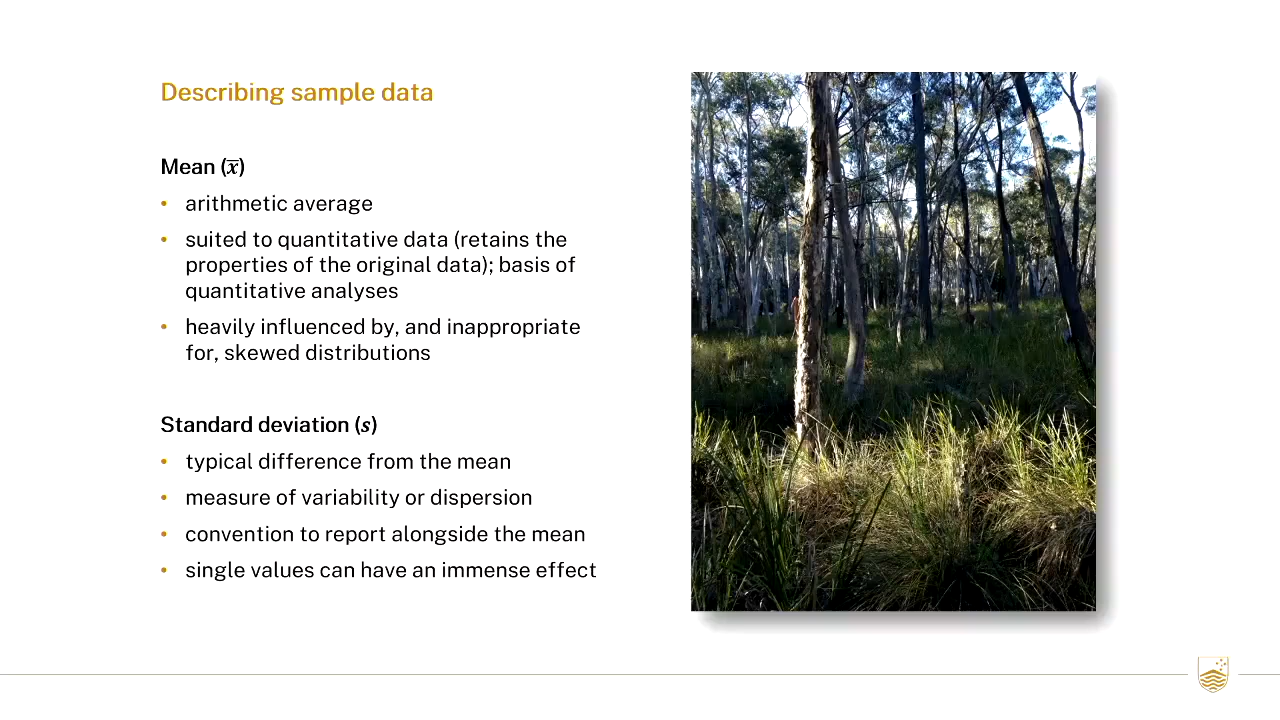 Describing sample data
Mean (x̅)
• arithmetic average
• suited to quantitative data (retains the
properties of the original data); basis of
quantitative analyses
• heavily influenced by, and inappropriate
for, skewed distributions
Standard deviation (s)
• typical difference from the mean
• measure of variability or dispersion
• convention to report alongside the mean
• single values can have an immense effect